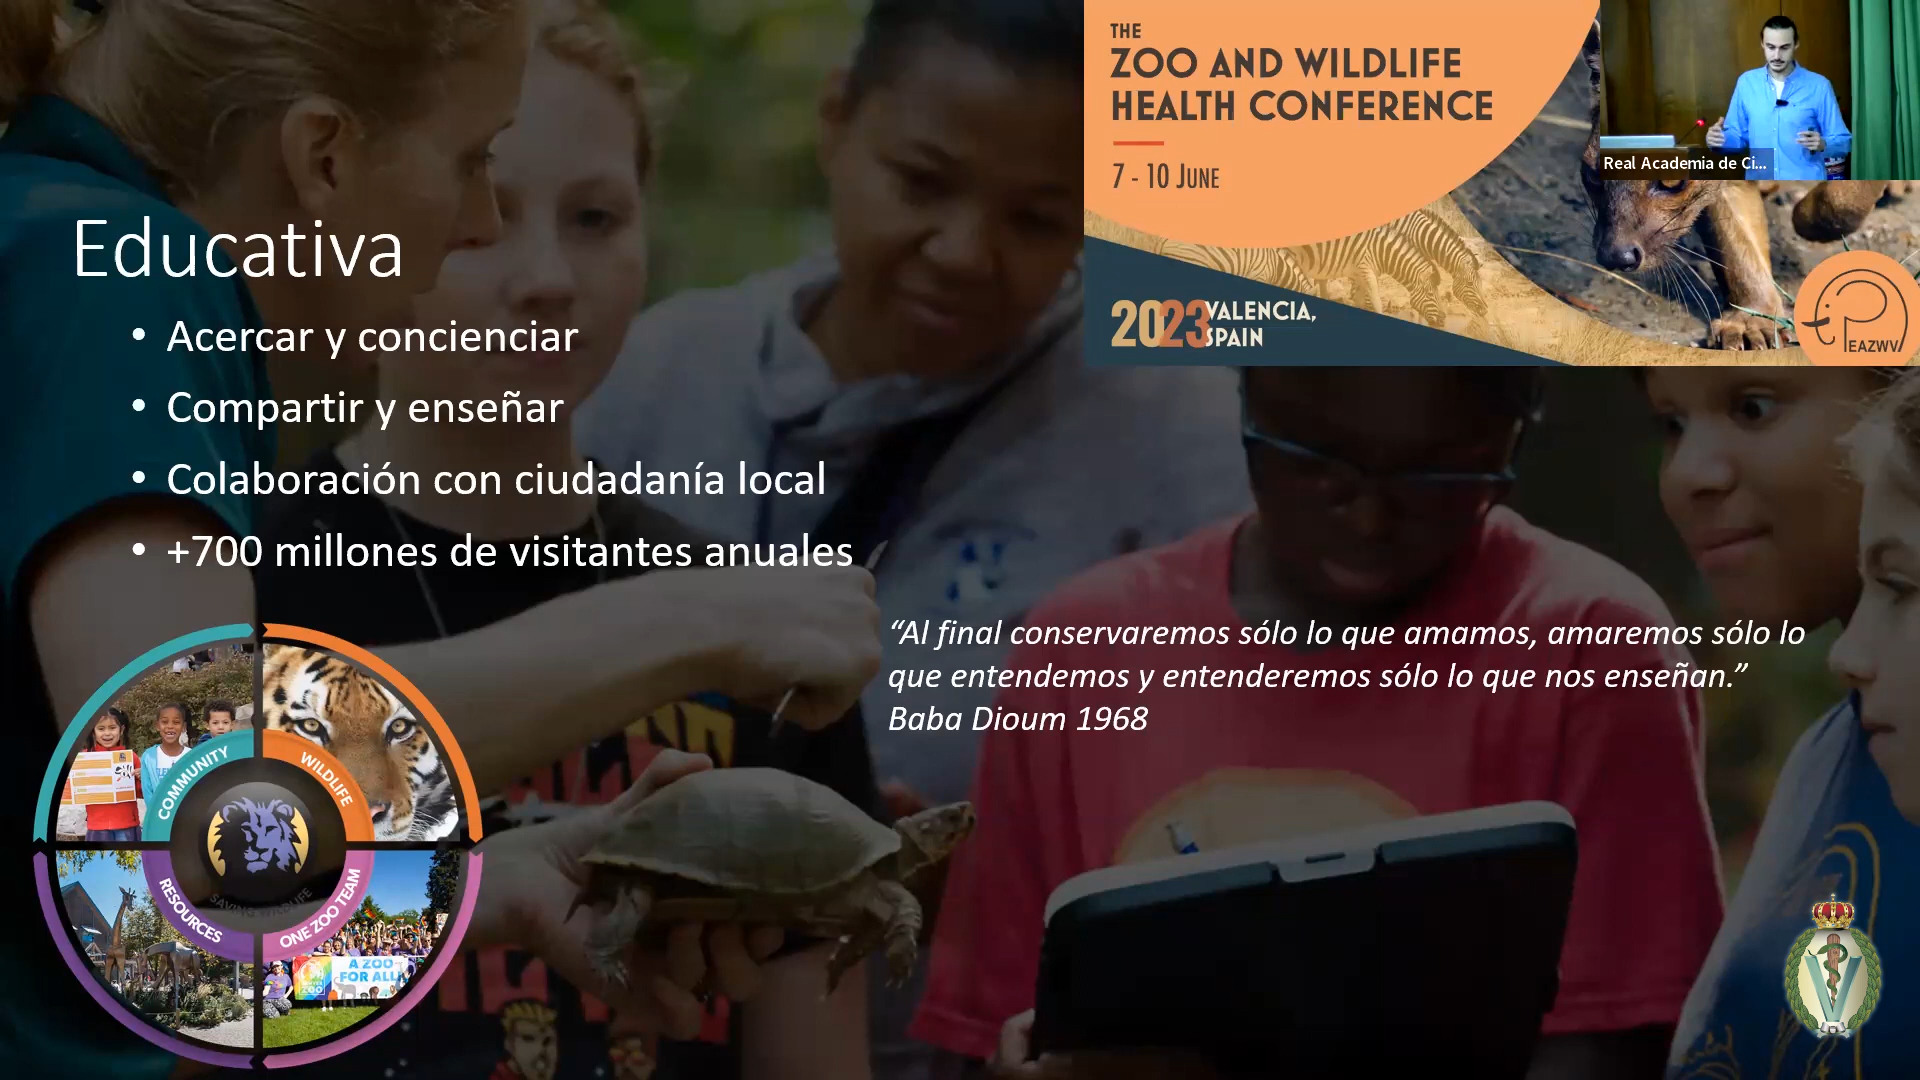 THE
ZOO AND WILDLIFE
HEALTH CONFERENCE
7 - 10 JUNE
2023 VALENCIA,
SPAIN
EAZWV
Real Academia de Ci...
Educativa
• Acercar y concienciar
• Compartir y enseñar
• Colaboración con ciudadanía local
• +700 millones de visitantes anuales
“Al final conservaremos sólo lo que amamos, amaremos sólo lo
que entendemos y entenderemos sólo lo que nos enseñan.”
Baba Dioum 1968
COMMUNITY
WILDLIFE
RESOURCES
ONE ZOO TEAM
SAVING WILDLIFE
A ZOO
FOR ALL
V